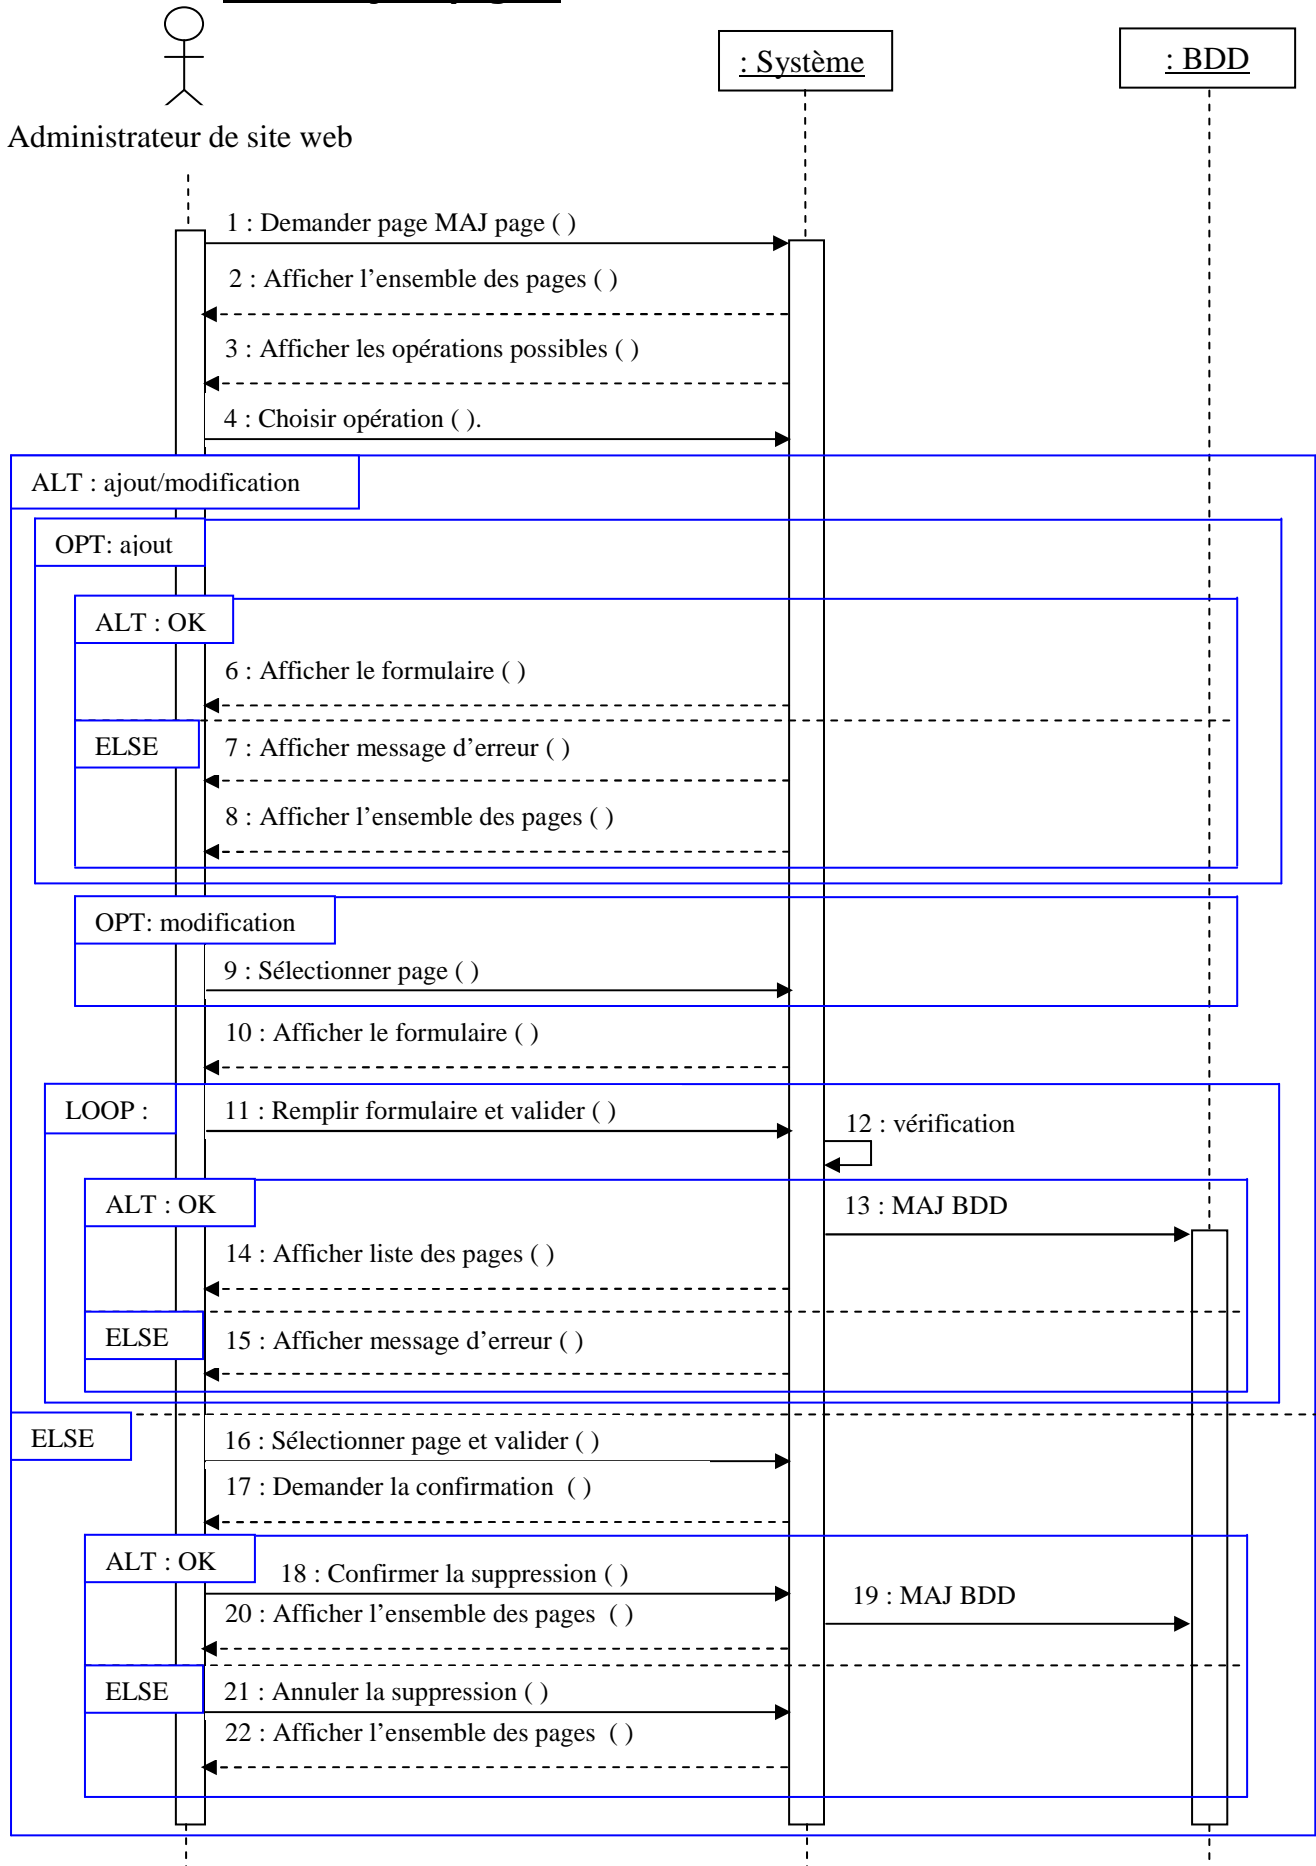 : Système
: BDD
Administrateur de site web
1 : Demander page MAJ page ( )
2 : Afficher l’ensemble des pages ( )
3 : Afficher les opérations possibles ( )
4 : Choisir opération ( ).
ALT : ajout/modification
OPT: ajout
ALT : OK
6 : Afficher le formulaire ( )
ELSE
7 : Afficher message d’erreur ( )
8 : Afficher l’ensemble des pages ( )
OPT: modification
9 : Sélectionner page ( )
10 : Afficher le formulaire ( )
LOOP :
11 : Remplir formulaire et valider ( )
12 : vérification
ALT : OK
13 : MAJ BDD
14 : Afficher liste des pages ( )
ELSE
15 : Afficher message d’erreur ( )
ELSE
16 : Sélectionner page et valider ( )
17 : Demander la confirmation ( )
ALT : OK
18 : Confirmer la suppression ( )
19 : MAJ BDD
20 : Afficher l’ensemble des pages ( )
ELSE
21 : Annuler la suppression ( )
22 : Afficher l’ensemble des pages ( )